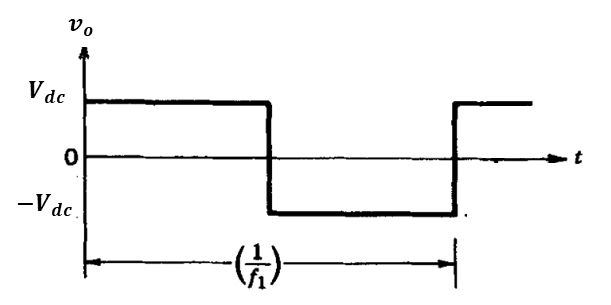 v_o
V_dc
0
t
-V_dc
(1/f_1)